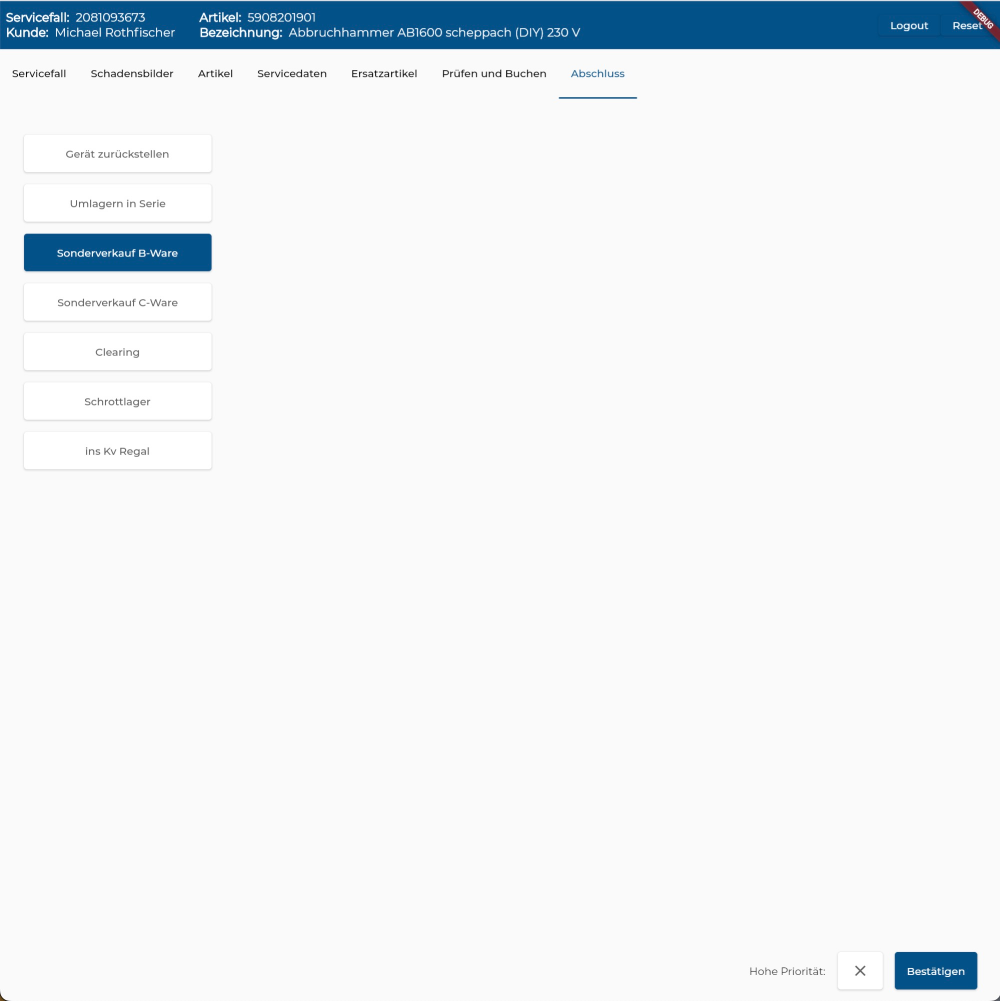 Servicefall: 2081093673 Artikel: 5908201901
Kunde: Michael Rothfischer Bezeichnung: Abbruchhammer AB1600 scheppach (DIY) 230 V
Logout Reset
DEBUG
Servicefall Schadensbilder Artikel Servicedaten Ersatzartikel Prüfen und Buchen Abschluss
Gerät zurückstellen
Umlagern in Serie
Sonderverkauf B-Ware
Sonderverkauf C-Ware
Clearing
Schrottlager
ins Kv Regal
Hohe Priorität: Bestätigen